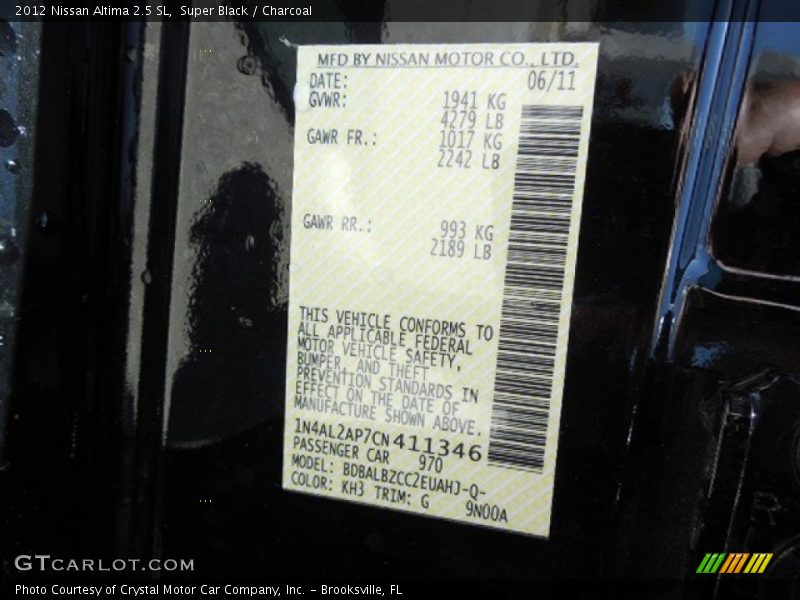 2012 Nissan Altima 2.5 SL, Super Black / Charcoal
MFD BY NISSAN MOTOR CO., LTD.
DATE: 06/11
GVWR: 1941 KG
4279 LB
GAWR FR.: 1017 KG
2242 LB
GAWR RR.: 993 KG
2189 LB
THIS VEHICLE CONFORMS TO
ALL APPLICABLE FEDERAL
MOTOR VEHICLE SAFETY,
BUMPER, AND THEFT
PREVENTION STANDARDS IN
EFFECT ON THE DATE OF
MANUFACTURE SHOWN ABOVE.
1N4AL2AP7CN411346
PASSENGER CAR 970
MODEL: BDBALBZCC2EUAHJ-Q-
COLOR: KH3 TRIM: G 9N00A
GTCARLOT.COM
Photo Courtesy of Crystal Motor Car Company, Inc. - Brooksville, FL